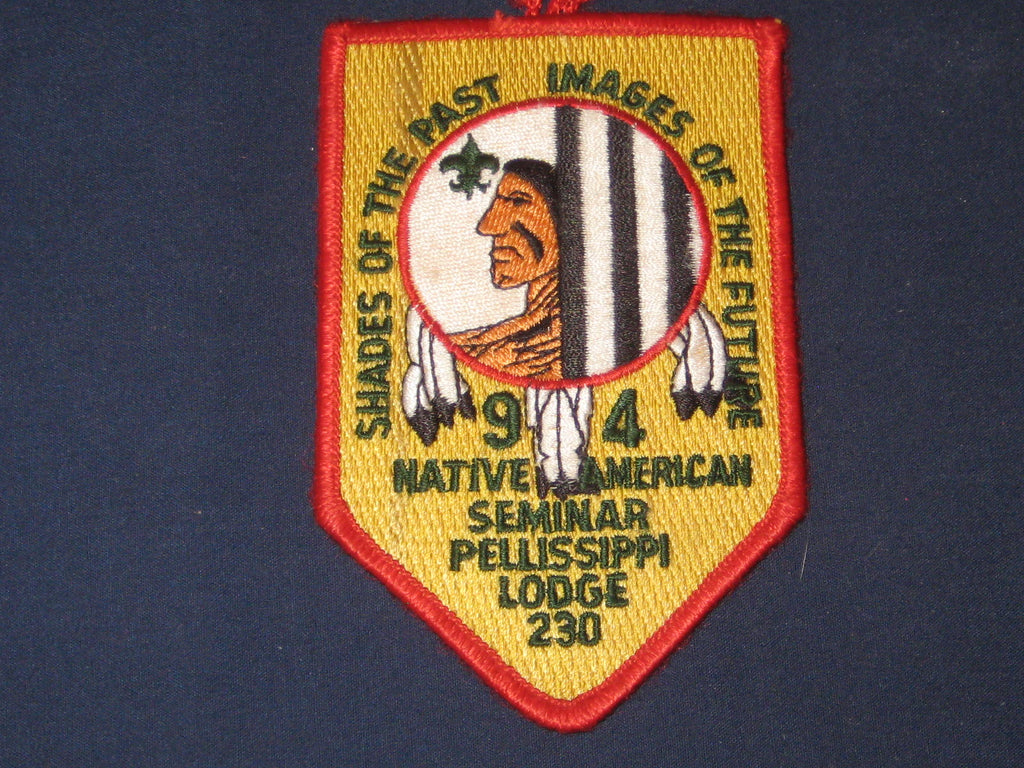 SHADES OF THE PAST IMAGES OF THE FUTURE
94
NATIVE AMERICAN
SEMINAR
PELLISSIPPI
LODGE
230